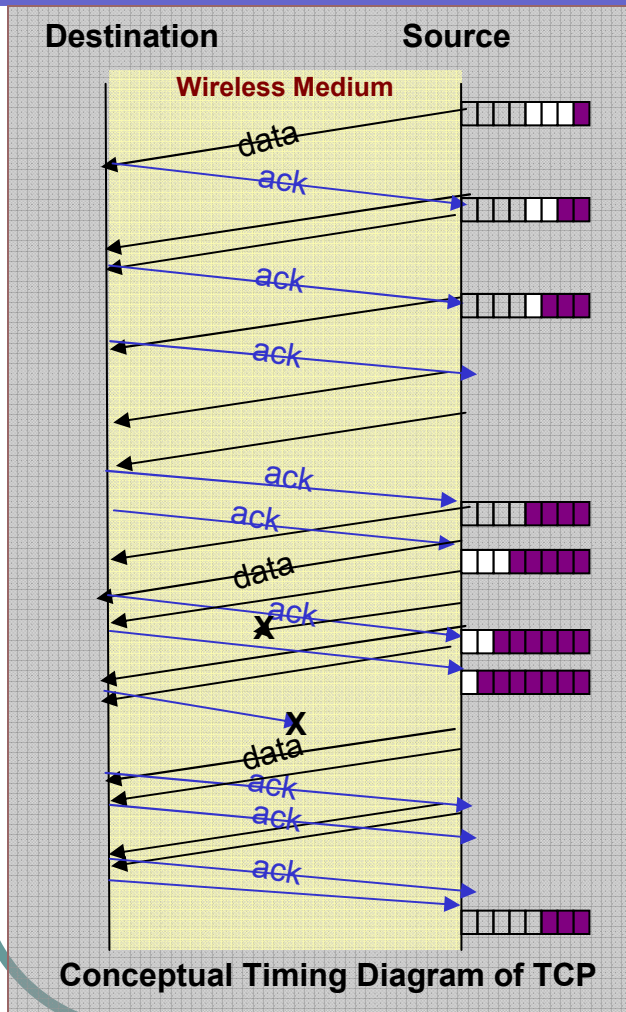 Destination Source
Wireless Medium
data
ack
ack
ack
ack
ack
data
ack
X
X
data
ack
ack
ack
Conceptual Timing Diagram of TCP